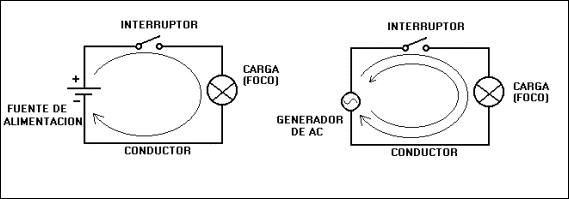 INTERRUPTOR
+
−
CARGA
(FOCO)
FUENTE DE
ALIMENTACION
CONDUCTOR
INTERRUPTOR
CARGA
(FOCO)
GENERADOR
DE AC
CONDUCTOR